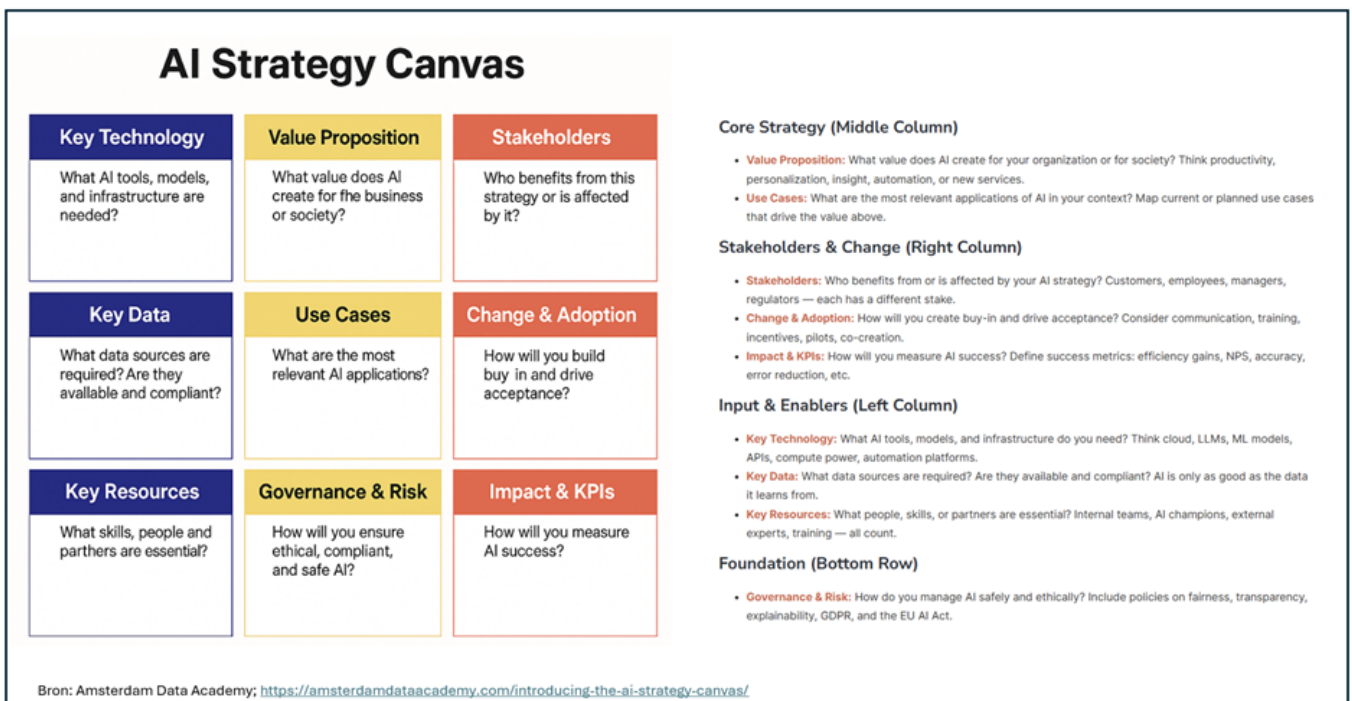 AI Strategy Canvas
Key Technology
What AI tools, models,
and infrastructure are
needed?
Value Proposition
What value does AI
create for fhe business
or society?
Stakeholders
Who benefits from this
strategy or is affected
by it?
Key Data
What data sources are
required? Are they
avallable and compliant?
Use Cases
What are the most
relevant AI applications?
Change & Adoption
How will you build
buy in and drive
acceptance?
Key Resources
What skills, people and
parthers are essential?
Governance & Risk
How will you ensure
ethical, compliant,
and safe AI?
Impact & KPIs
How will you measure
AI success?
Core Strategy (Middle Column)
• Value Proposition: What value does AI create for your organization or for society? Think productivity,
personalization, insight, automation, or new services.
• Use Cases: What are the most relevant applications of AI in your context? Map current or planned use cases
that drive the value above.
Stakeholders & Change (Right Column)
• Stakeholders: Who benefits from or is affected by your AI strategy? Customers, employees, managers,
regulators — each has a different stake.
• Change & Adoption: How will you create buy-in and drive acceptance? Consider communication, training,
incentives, pilots, co-creation.
• Impact & KPIs: How will you measure AI success? Define success metrics: efficiency gains, NPS, accuracy,
error reduction, etc.
Input & Enablers (Left Column)
• Key Technology: What AI tools, models, and infrastructure do you need? Think cloud, LLMs, ML models,
APIs, compute power, automation platforms.
• Key Data: What data sources are required? Are they available and compliant? AI is only as good as the data
it learns from.
• Key Resources: What people, skills, or partners are essential? Internal teams, AI champions, external
experts, training — all count.
Foundation (Bottom Row)
• Governance & Risk: How do you manage AI safely and ethically? Include policies on fairness, transparency,
explainability, GDPR, and the EU AI Act.
Bron: Amsterdam Data Academy; https://amsterdamdataacademy.com/introducing-the-ai-strategy-canvas/